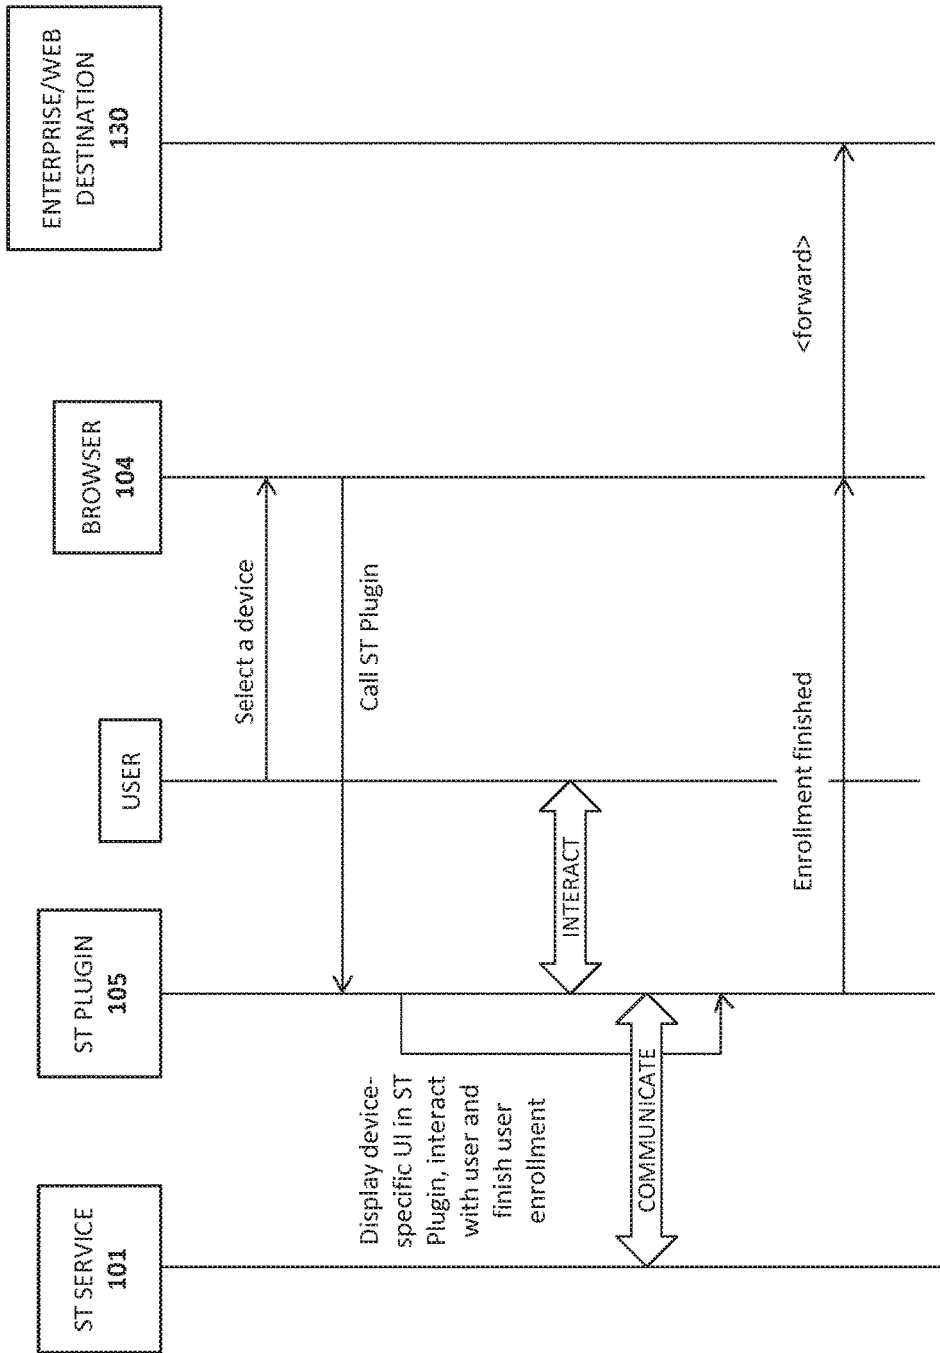 ST SERVICE
101
ST PLUGIN
105
USER
BROWSER
104
ENTERPRISE/WEB
DESTINATION
130
Select a device
Call ST Plugin
Display device-
specific UI in ST
Plugin, interact
with user and
finish user
enrollment
INTERACT
COMMUNICATE
Enrollment finished
<forward>